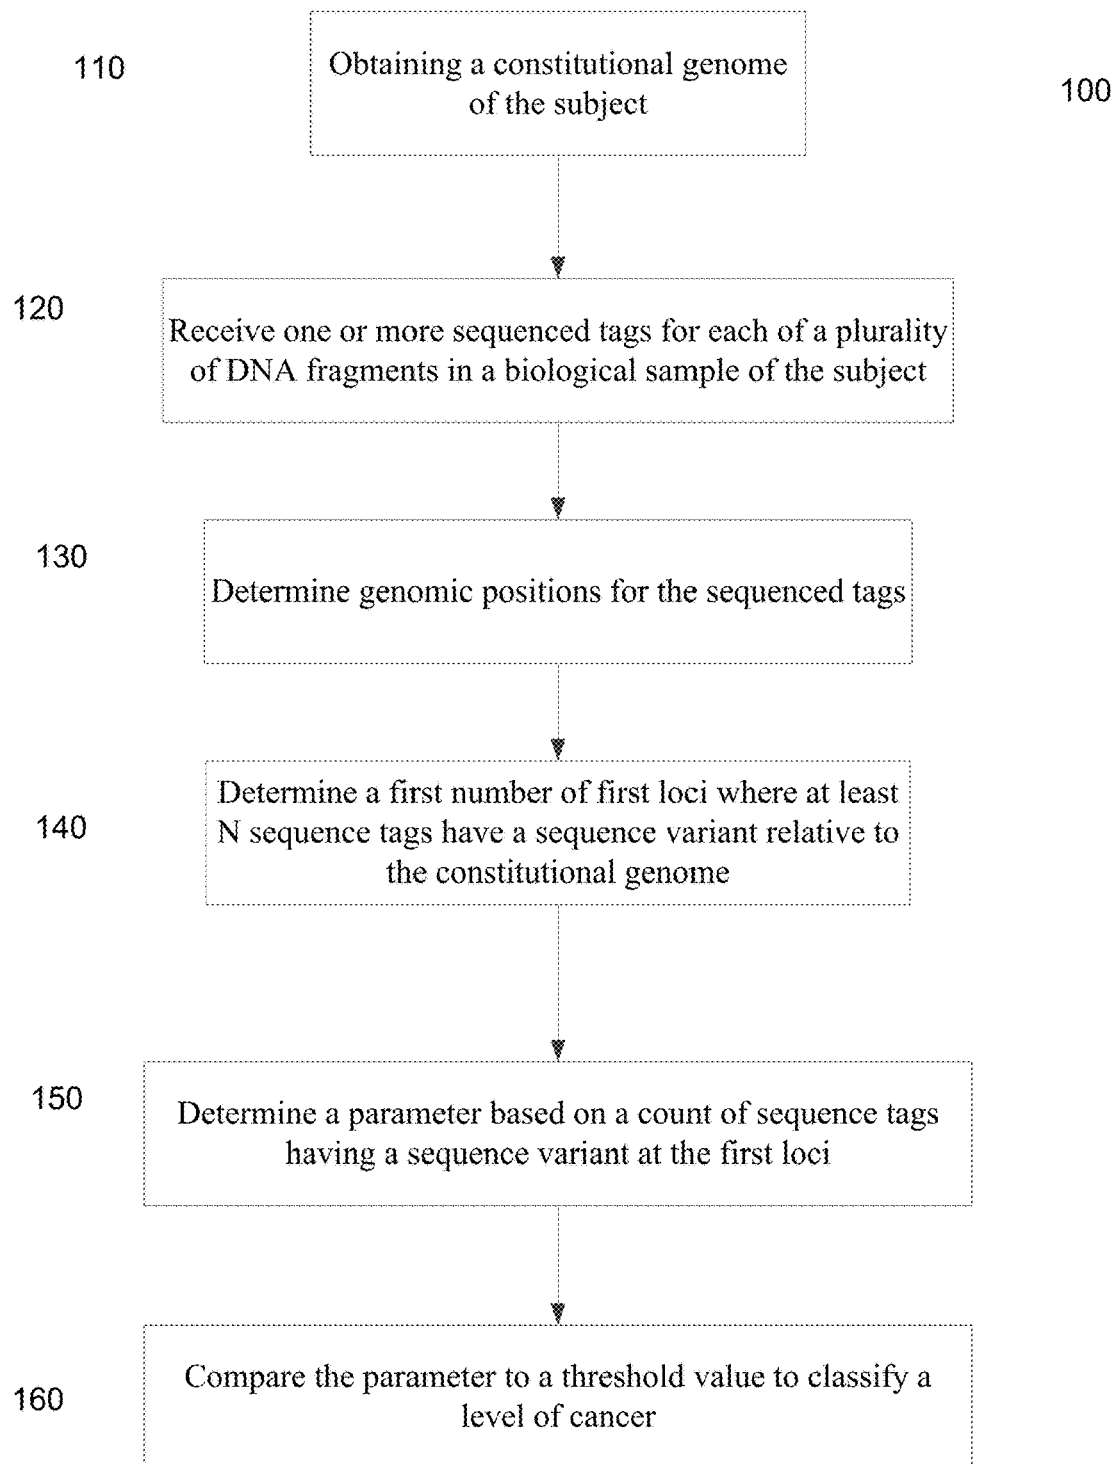 110
Obtaining a constitutional genome
of the subject
100
120
Receive one or more sequenced tags for each of a plurality
of DNA fragments in a biological sample of the subject
130
Determine genomic positions for the sequenced tags
140
Determine a first number of first loci where at least
N sequence tags have a sequence variant relative to
the constitutional genome
150
Determine a parameter based on a count of sequence tags
having a sequence variant at the first loci
160
Compare the parameter to a threshold value to classify a
level of cancer